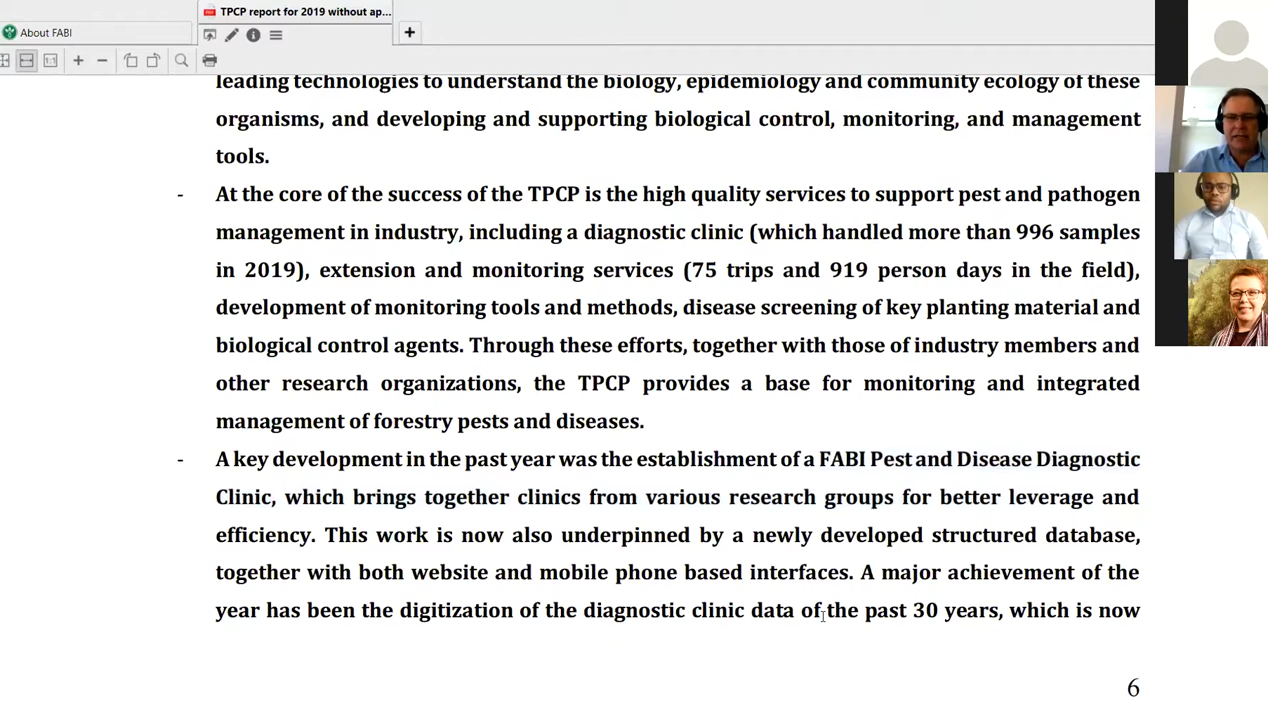 TPCP report for 2019 without ap...
About FABI
leading technologies to understand the biology, epidemiology and community ecology of these
organisms, and developing and supporting biological control, monitoring, and management
tools.
- At the core of the success of the TPCP is the high quality services to support pest and pathogen
management in industry, including a diagnostic clinic (which handled more than 996 samples
in 2019), extension and monitoring services (75 trips and 919 person days in the field),
development of monitoring tools and methods, disease screening of key planting material and
biological control agents. Through these efforts, together with those of industry members and
other research organizations, the TPCP provides a base for monitoring and integrated
management of forestry pests and diseases.
- A key development in the past year was the establishment of a FABI Pest and Disease Diagnostic
Clinic, which brings together clinics from various research groups for better leverage and
efficiency. This work is now also underpinned by a newly developed structured database,
together with both website and mobile phone based interfaces. A major achievement of the
year has been the digitization of the diagnostic clinic data of the past 30 years, which is now
6